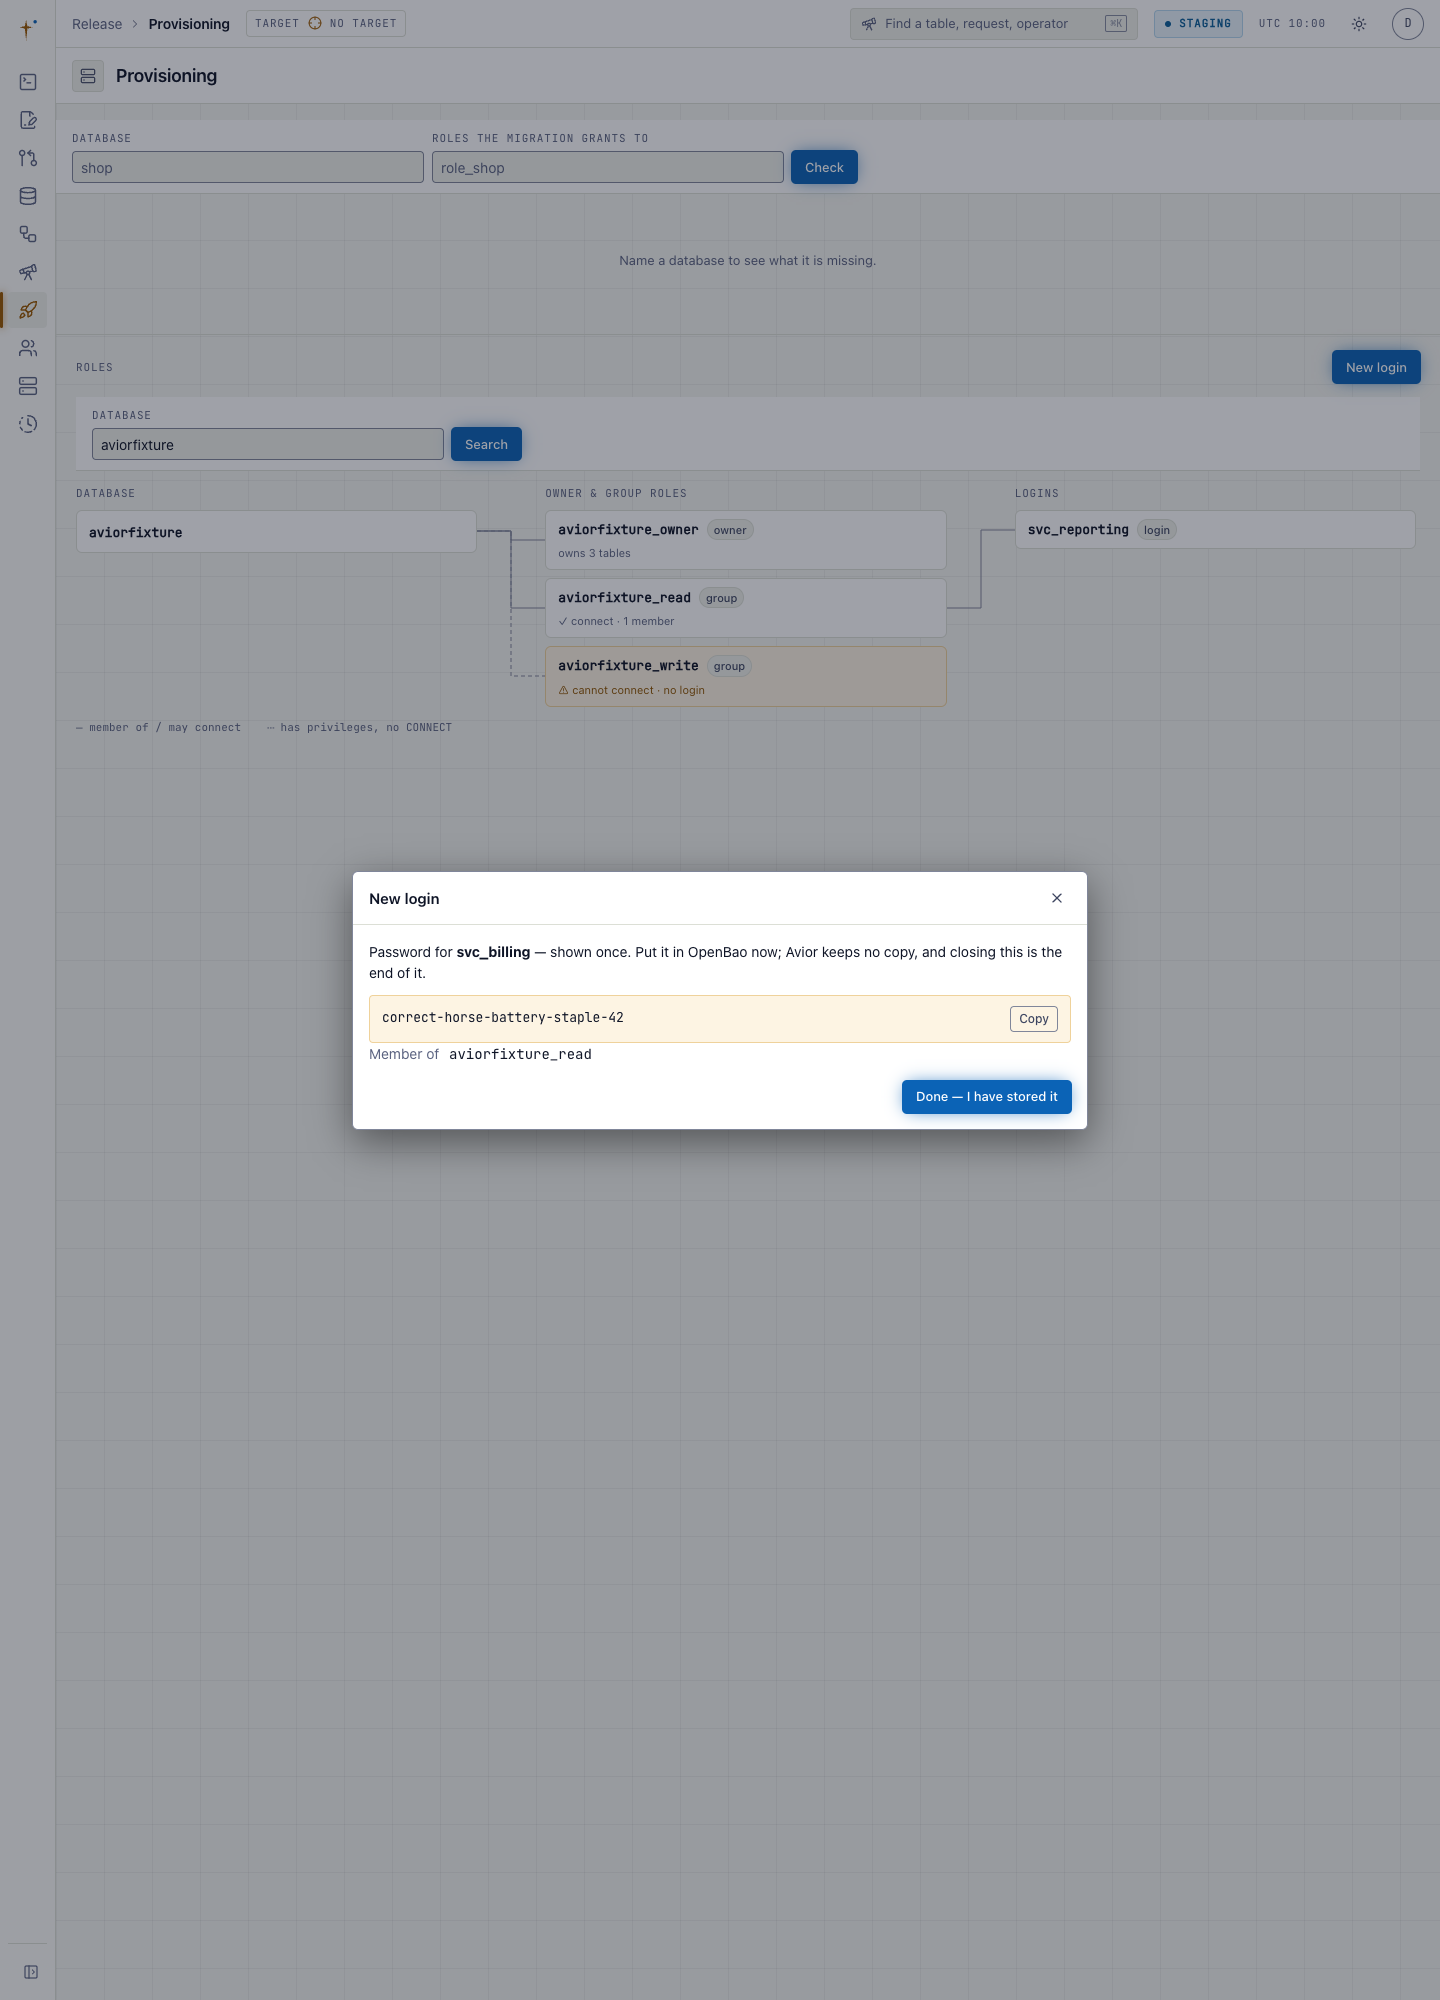 Release > Provisioning
TARGET NO TARGET
Find a table, request, operator ⌘K
STAGING
UTC 10:00
D
Provisioning
DATABASE
ROLES THE MIGRATION GRANTS TO
shop
role_shop
Check
Name a database to see what it is missing.
ROLES
New login
DATABASE
aviorfixture
Search
DATABASE
OWNER & GROUP ROLES
LOGINS
aviorfixture
aviorfixture_owner owner
owns 3 tables
svc_reporting login
aviorfixture_read group
✓ connect · 1 member
aviorfixture_write group
⚠ cannot connect · no login
— member of / may connect
┄ has privileges, no CONNECT
New login
Password for svc_billing — shown once. Put it in OpenBao now; Avior keeps no copy, and closing this is the
end of it.
correct-horse-battery-staple-42
Copy
Member of aviorfixture_read
Done — I have stored it